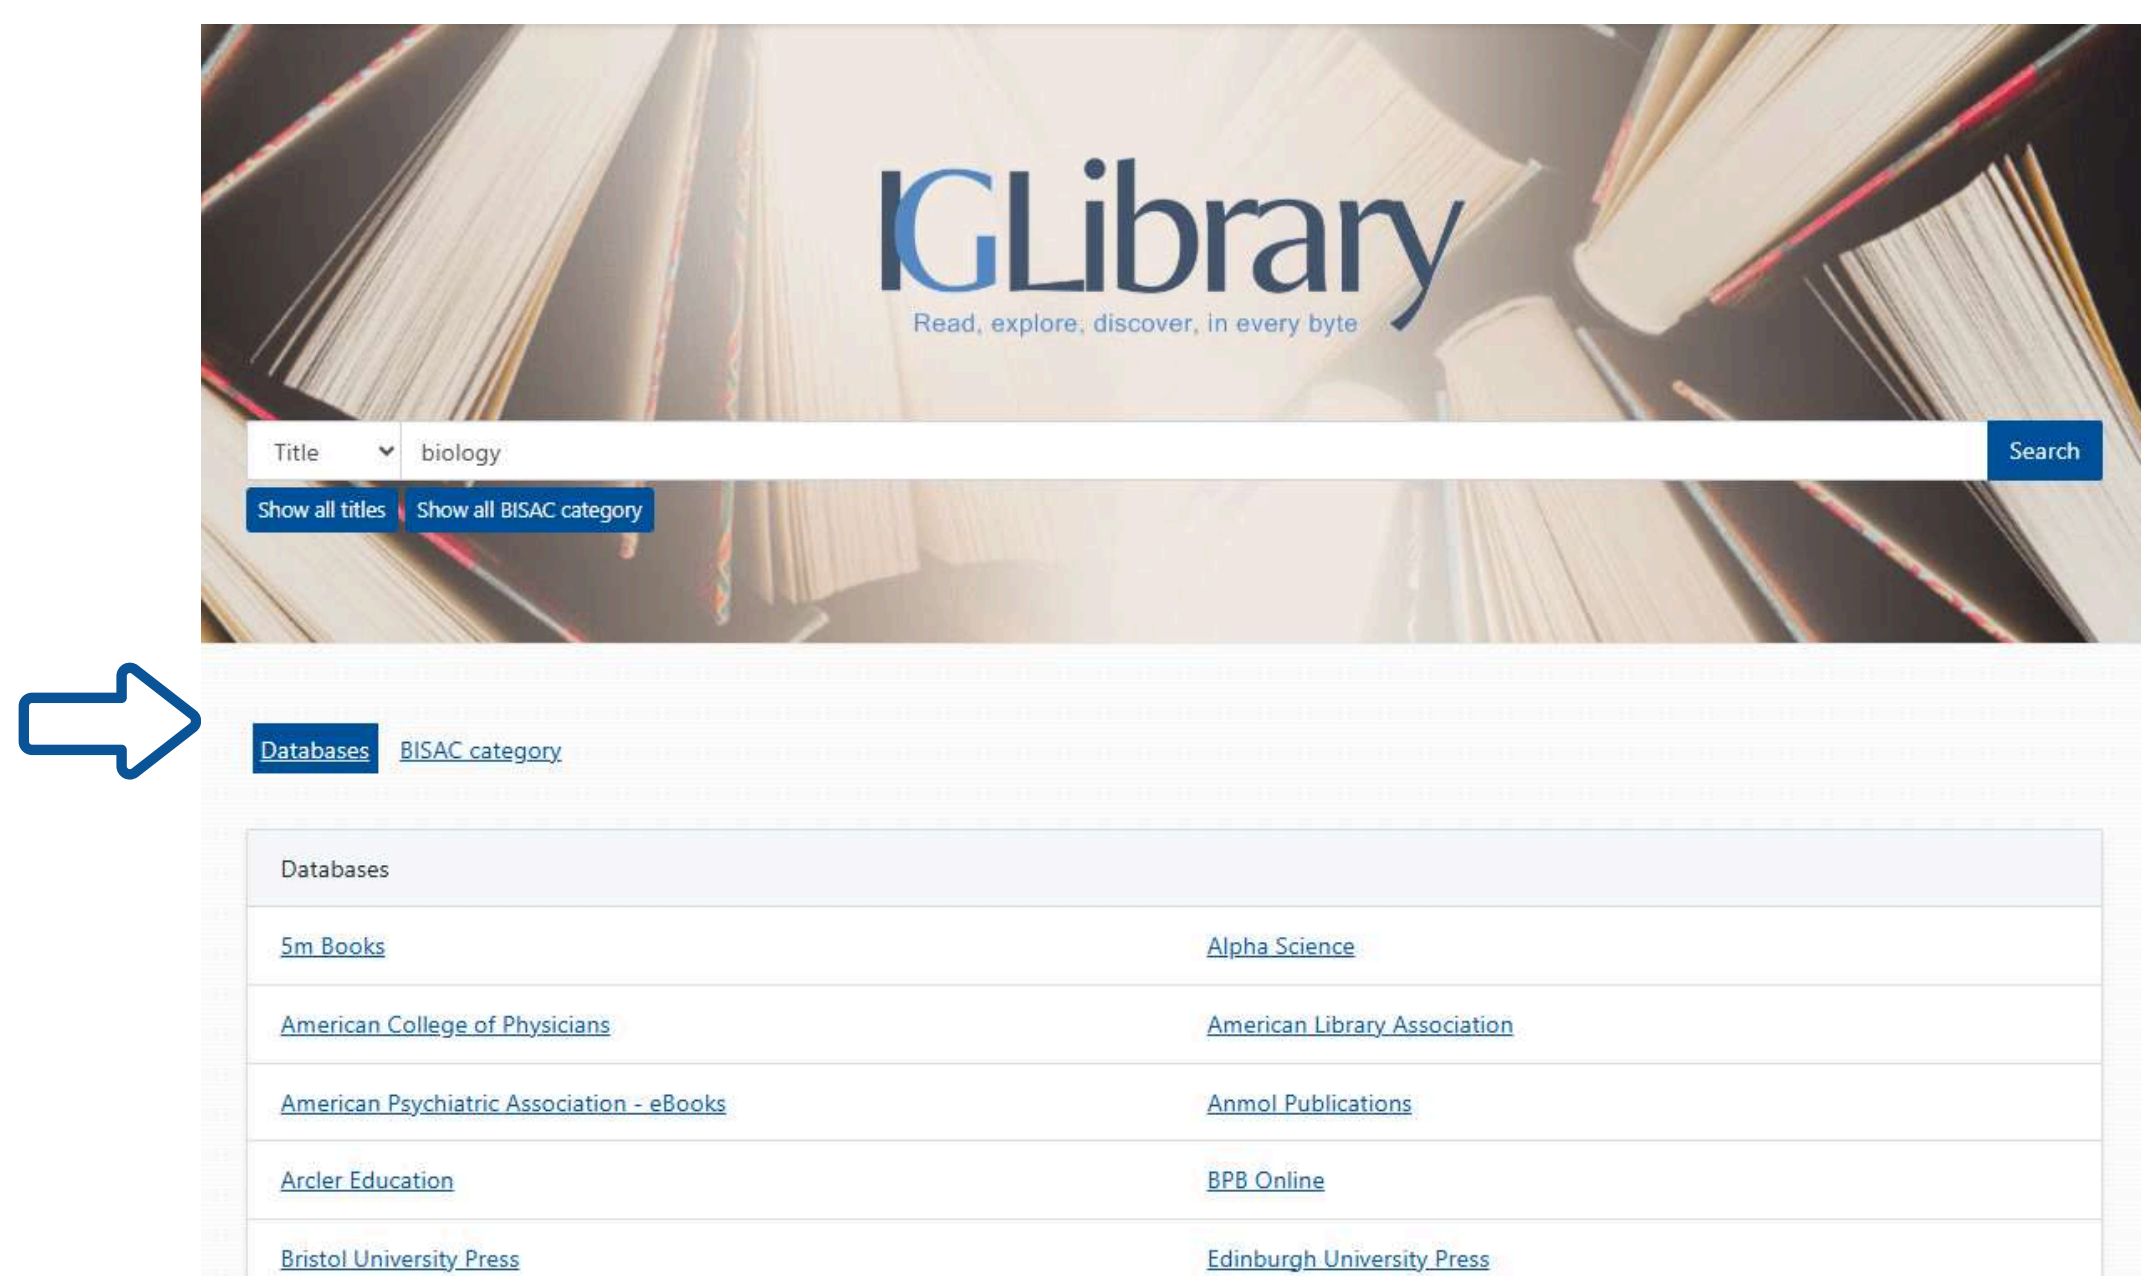 IGLibrary
Read, explore, discover, in every byte
Title biology Search
Show all titles Show all BISAC category
Databases BISAC category
Databases
5m Books Alpha Science
American College of Physicians American Library Association
American Psychiatric Association - eBooks Anmol Publications
Arcler Education BPB Online
Bristol University Press Edinburgh University Press